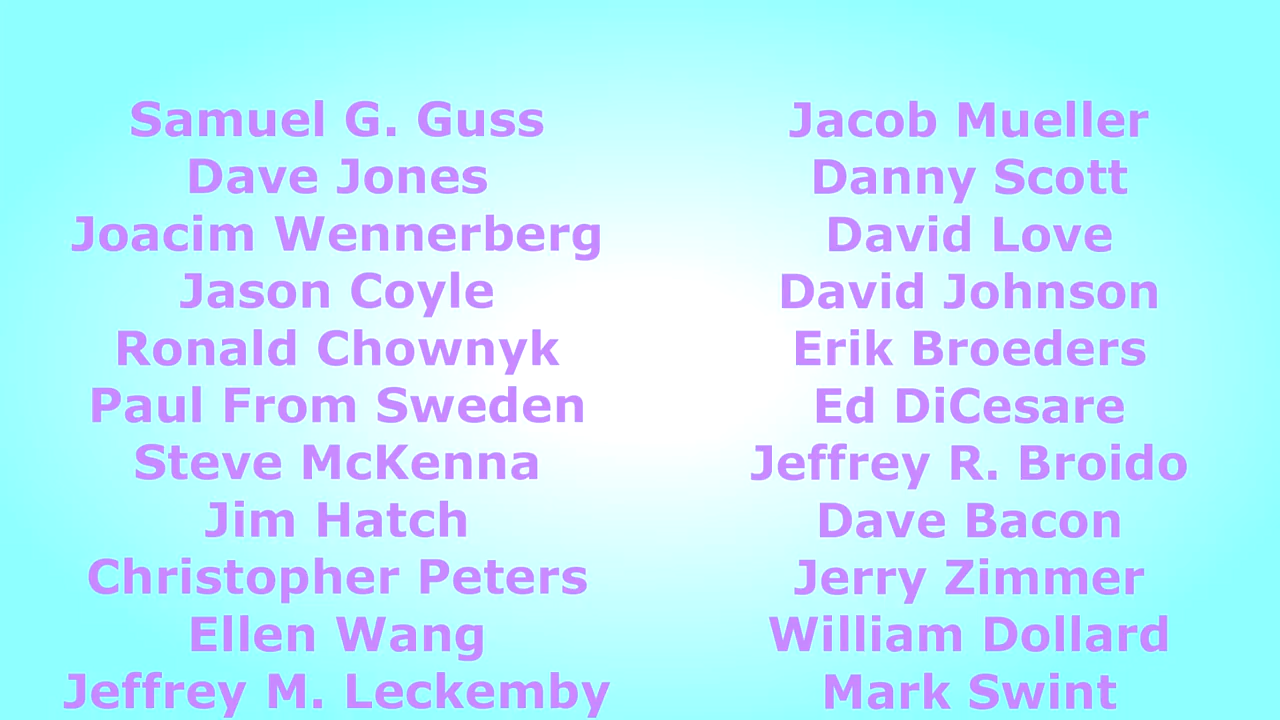 Samuel G. Guss
Dave Jones
Joacim Wennerberg
Jason Coyle
Ronald Chownyk
Paul From Sweden
Steve McKenna
Jim Hatch
Christopher Peters
Ellen Wang
Jeffrey M. Leckemby
Jacob Mueller
Danny Scott
David Love
David Johnson
Erik Broeders
Ed DiCesare
Jeffrey R. Broido
Dave Bacon
Jerry Zimmer
William Dollard
Mark Swint